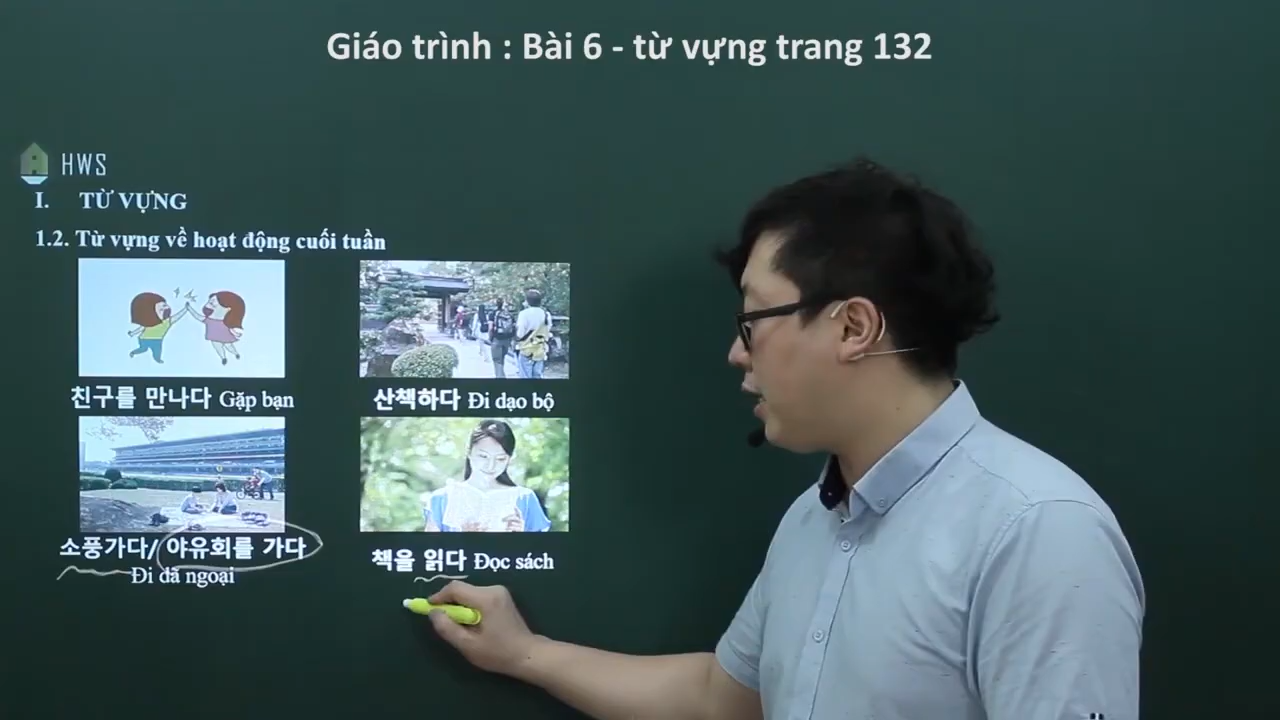 Giáo trình : Bài 6 - từ vựng trang 132
HWS
I. TỪ VỰNG
1.2. Từ vựng về hoạt động cuối tuần
친구를 만나다 Gặp bạn
산책하다 Đi dạo bộ
소풍가다/ 야유회를 가다
Đi dã ngoại
책을 읽다 Đọc sách